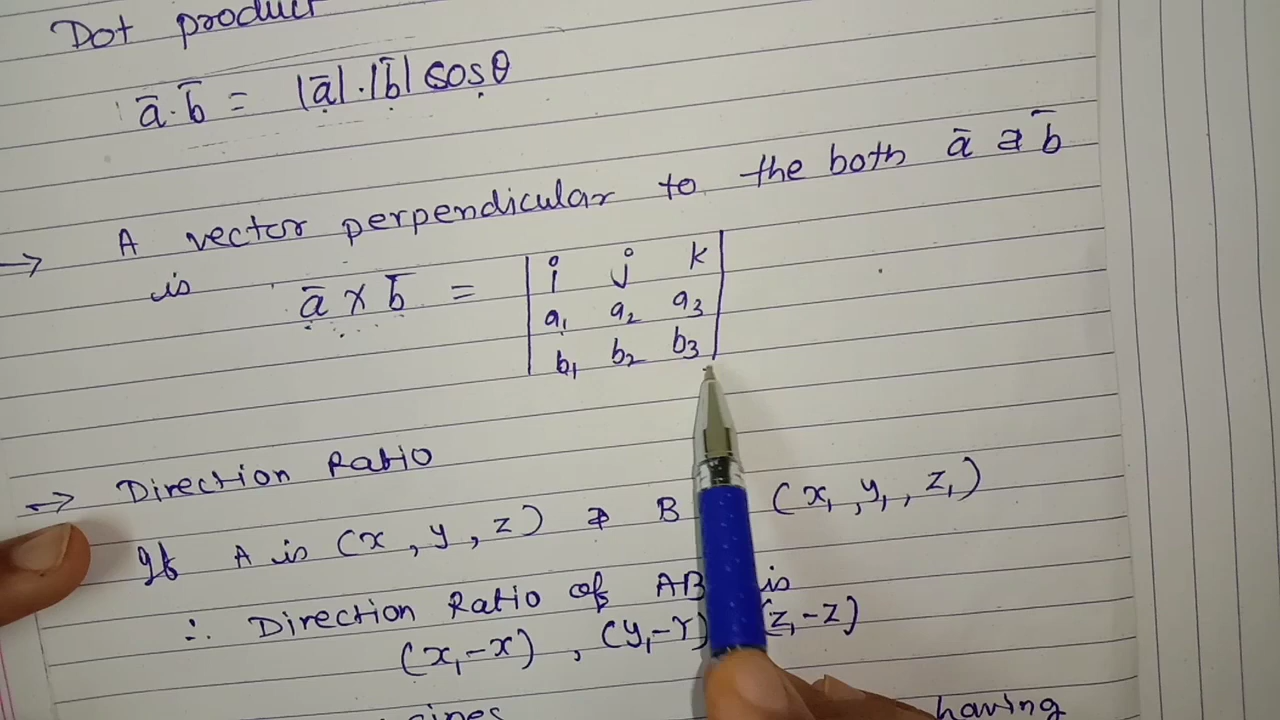 Dot product
ā · b̄ = |ā| · |b̄| cosθ
→ A vector perpendicular to the both ā & b̄
is ā × b̄ = | i j k |
| a₁ a₂ a₃ |
| b₁ b₂ b₃ |
→ Direction Ratio
If A is (x, y, z) & B (x₁, y₁, z₁)
∴ Direction Ratio of AB is
(x₁-x), (y₁-Y) (z₁-z)
having